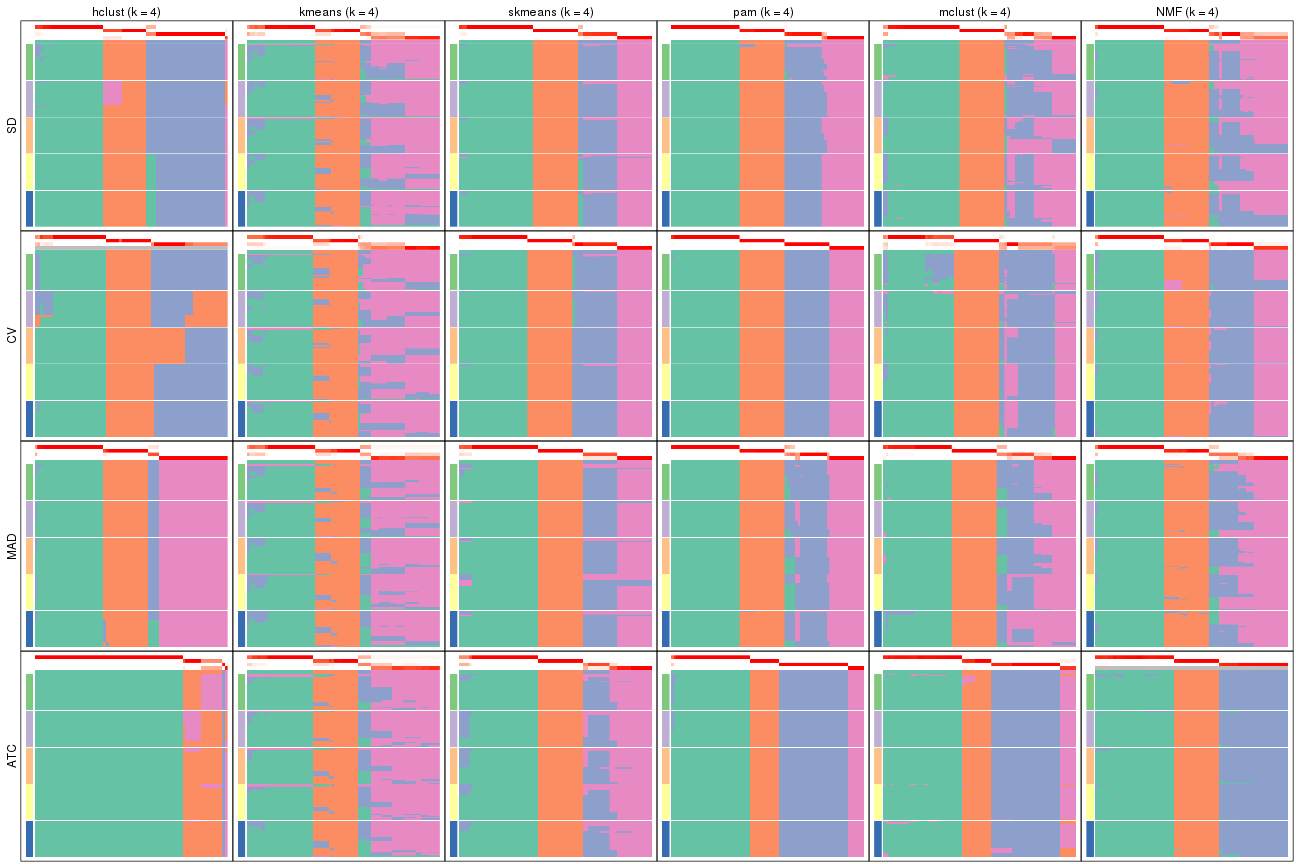 hclust (k = 4) kmeans (k = 4) skmeans (k = 4) pam (k = 4) mclust (k = 4) NMF (k = 4)
SD
CV
MAD
ATC